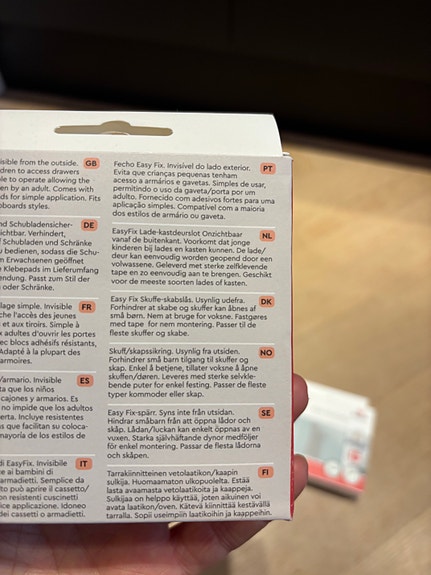 isible from the outside. GB
dren to access drawers
le to operate allowing the
en by an adult. Comes with
ds for simple application. Fits
pboards styles.
nd Schubladensicher- DE
ichtbar. Verhindert,
f Schubladen und Schränke
u bedienen, sodass die Schu-
m Erwachsenen geöffnet
e Klebepads im Lieferumfang
endung. Passt zum Stil der
oder Schränke.
lage simple. Invisible FR
che l'accès des jeunes
et aux tiroirs. Simple à
x adultes d'ouvrir les portes
ec blocs adhésifs résistants,
Adapté à la plupart des
armoires.
/armario. Invisible ES
ta que los niños
cajones y armarios. Es
no impide que los adultos
erta. Incluye resistentes
as que facilitan su coloca-
mayoría de los estilos de
di EasyFix. Invisibile IT
ce ai bambini di
armadietti. Semplice da
to può aprire il cassetto/
on resistenti cuscinetti
ice applicazione. Idoneo
dei cassetti o armadietti.
Fecho Easy Fix. Invisível do lado exterior. PT
Evita que crianças pequenas tenham
acesso a armários e gavetas. Simples de usar,
permitindo o uso da gaveta/porta por um
adulto. Fornecido com adesivos fortes para uma
aplicação simples. Compatível com a maioria
dos estilos de armário ou gaveta.
EasyFix Lade-kastdeurslot Onzichtbaar NL
vanaf de buitenkant. Voorkomt dat jonge
kinderen bij lades en kasten kunnen. De lade/
deur kan eenvoudig worden geopend door een
volwassene. Geleverd met sterke zelfklevende
tape en zo eenvoudig aan te brengen. Geschikt
voor de meeste soorten lades of kasten.
Easy Fix Skuffe-skabslås. Usynlig udefra. DK
Forhindrer at skabe og skuffer kan åbnes af
små børn. Nem at bruge for voksne. Fastgøres
med tape for nem montering. Passer til de
fleste skuffer og skabe.
Skuff/skapssikring. Usynlig fra utsiden. NO
Forhindrer små barn tilgang til skuffer og
skap. Enkel å betjene, tillater voksne å åpne
skuffen/døren. Leveres med sterke selvkle-
bende puter for enkel festing. Passer de fleste
typer kommoder eller skap.
Easy Fix-spärr. Syns inte från utsidan. SE
Hindrar småbarn från att öppna lådor och
skåp. Lådan/luckan kan enkelt öppnas av en
vuxen. Starka självhäftande dynor medföljer
för enkel montering. Passar de flesta lådorna
och skåpen.
Tarrakiinnitteinen vetolaatikon/kaapin FI
sulkija. Huomaamaton ulkopuolelta. Estää
lasta avaamasta vetolaatikoita ja kaappeja.
Sulkijaa on helppo käyttää, joten aikuinen voi
avata laatikon/oven. Kätevä kiinnittää kestävällä
tarralla. Sopii useimpiin laatikoihin ja kaappeihin.